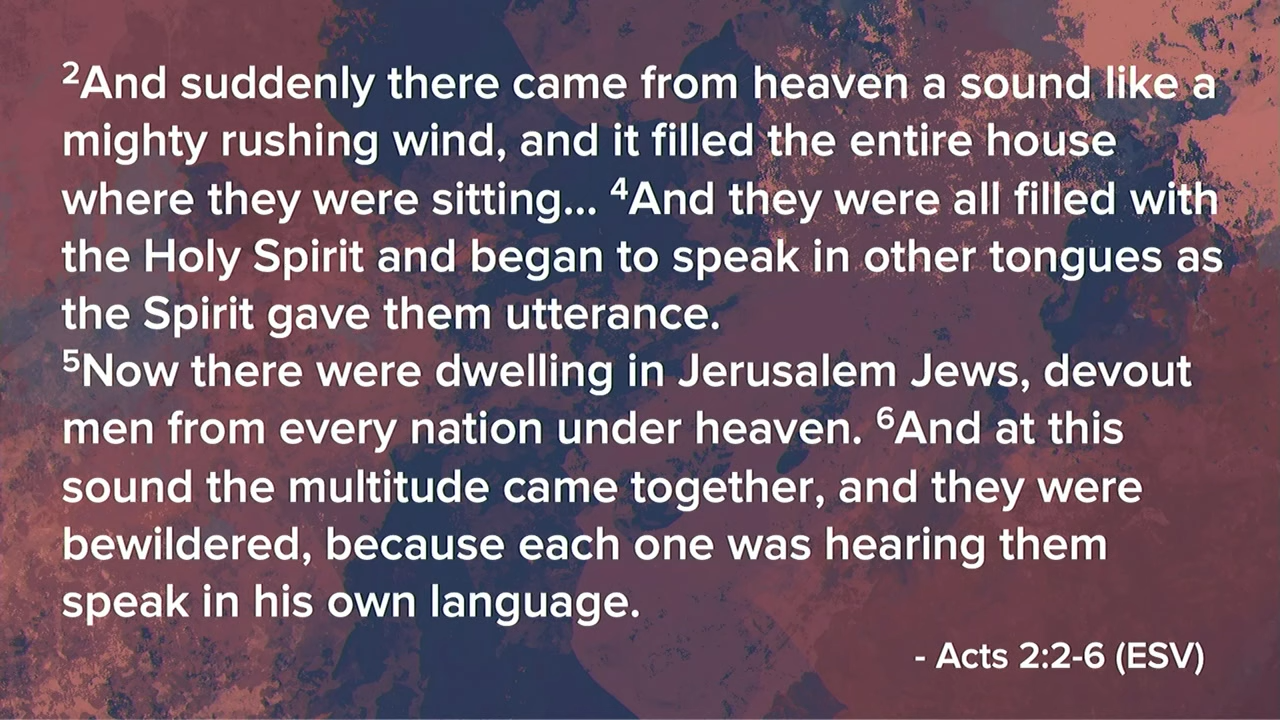 ²And suddenly there came from heaven a sound like a
mighty rushing wind, and it filled the entire house
where they were sitting... ⁴And they were all filled with
the Holy Spirit and began to speak in other tongues as
the Spirit gave them utterance.
⁵Now there were dwelling in Jerusalem Jews, devout
men from every nation under heaven. ⁶And at this
sound the multitude came together, and they were
bewildered, because each one was hearing them
speak in his own language.
- Acts 2:2-6 (ESV)